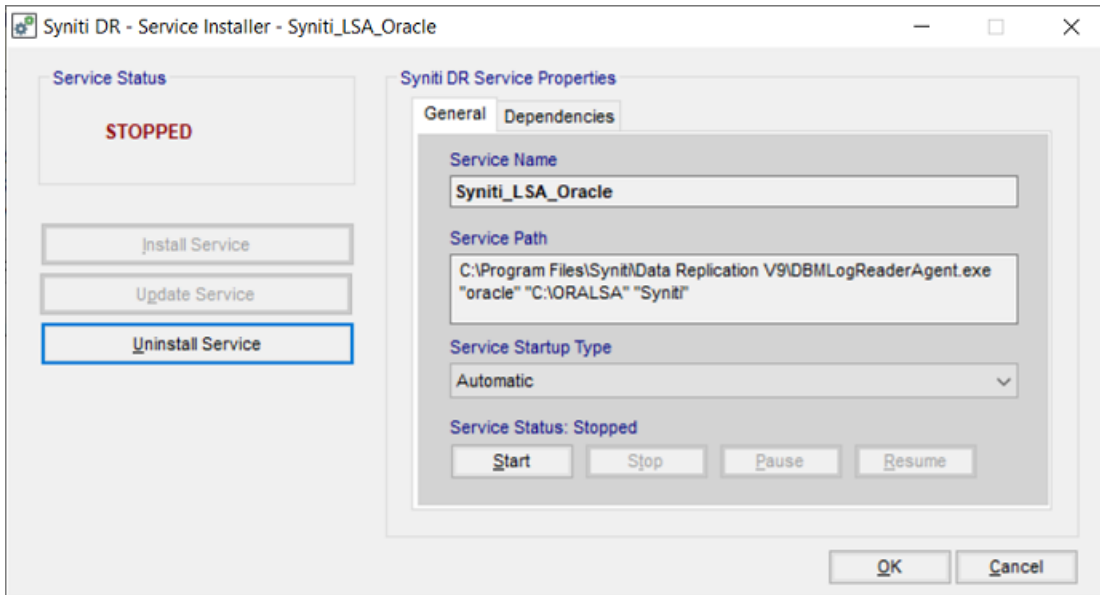 Syniti DR - Service Installer - Syniti_LSA_Oracle
Service Status
STOPPED
Install Service
Update Service
Uninstall Service
Syniti DR Service Properties
General
Dependencies
Service Name
Syniti_LSA_Oracle
Service Path
C:\Program Files\Syniti\Data Replication V9\DBMLogReaderAgent.exe
"oracle" "C:\ORALSA" "Syniti"
Service Startup Type
Automatic
Service Status: Stopped
Start
Stop
Pause
Resume
OK
Cancel